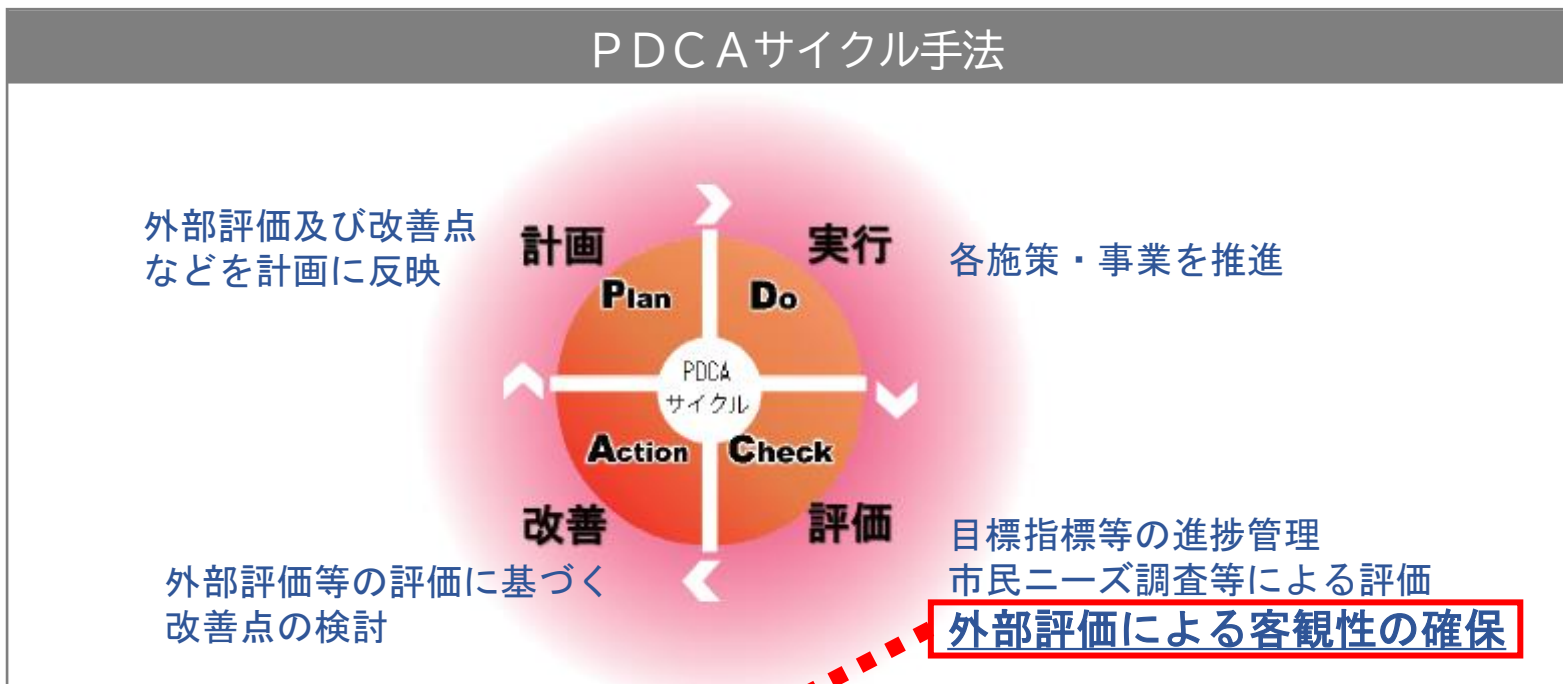 ＰＤＣＡサイクル手法
外部評価及び改善点
などを計画に反映
計画
Plan
実行
Do
各施策・事業を推進
PDCA
サイクル
Action
改善
外部評価等の評価に基づく
改善点の検討
Check
評価
目標指標等の進捗管理
市民ニーズ調査等による評価
外部評価による客観性の確保